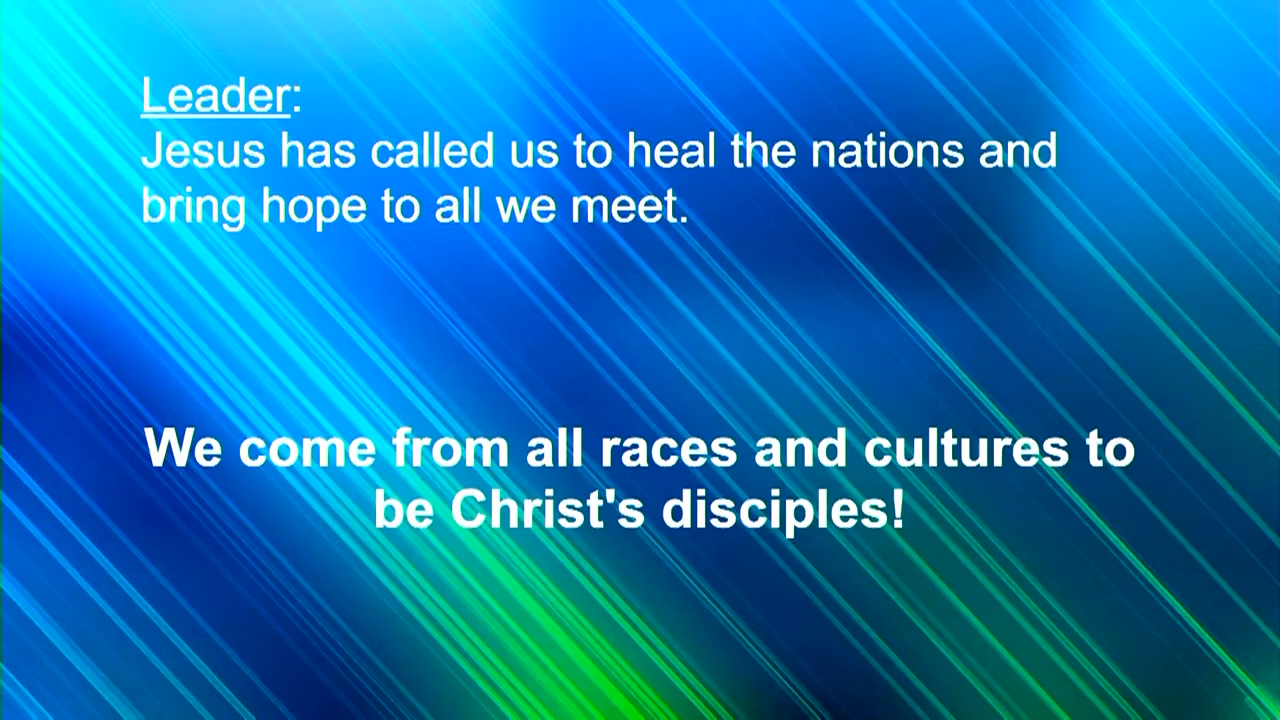 Leader:
Jesus has called us to heal the nations and
bring hope to all we meet.
We come from all races and cultures to
be Christ's disciples!